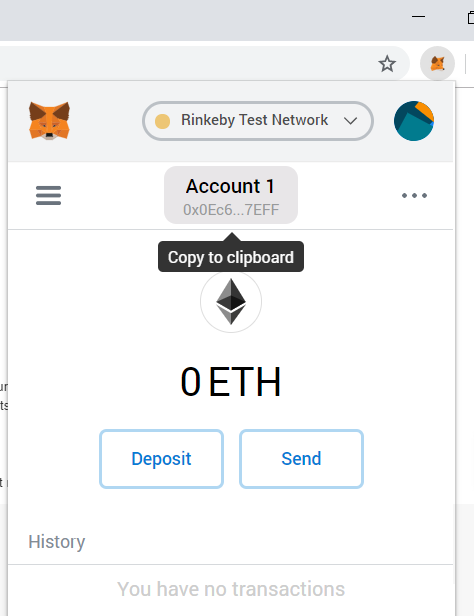 Rinkeby Test Network
Account 1
0x0Ec6...7EFF
Copy to clipboard
0 ETH
Deposit
Send
History
You have no transactions